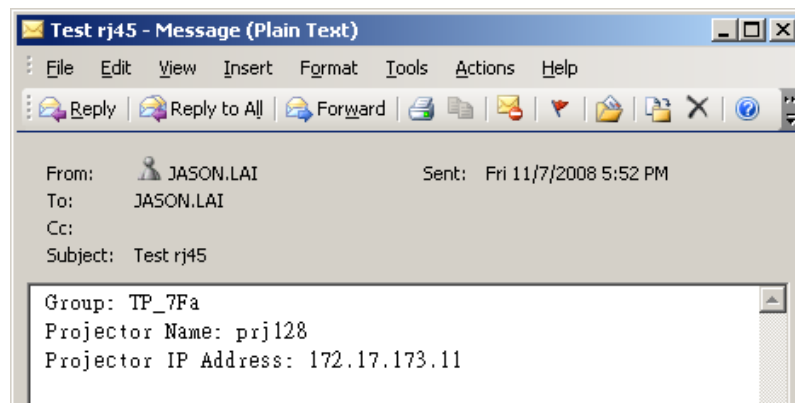 Test rj45 - Message (Plain Text)
File Edit View Insert Format Tools Actions Help
Reply Reply to All Forward
From: JASON.LAI Sent: Fri 11/7/2008 5:52 PM
To: JASON.LAI
Cc:
Subject: Test rj45
Group: TP_7Fa
Projector Name: prj128
Projector IP Address: 172.17.173.11